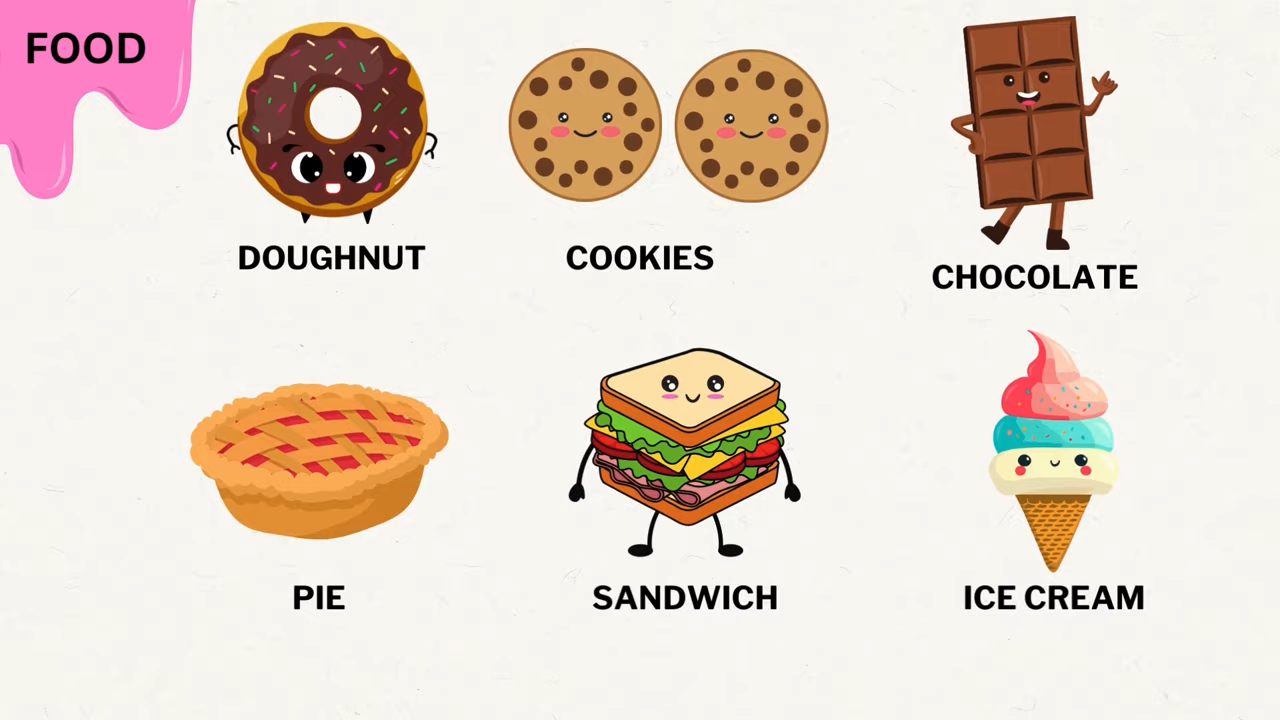 FOOD
DOUGHNUT
COOKIES
CHOCOLATE
PIE
SANDWICH
ICE CREAM